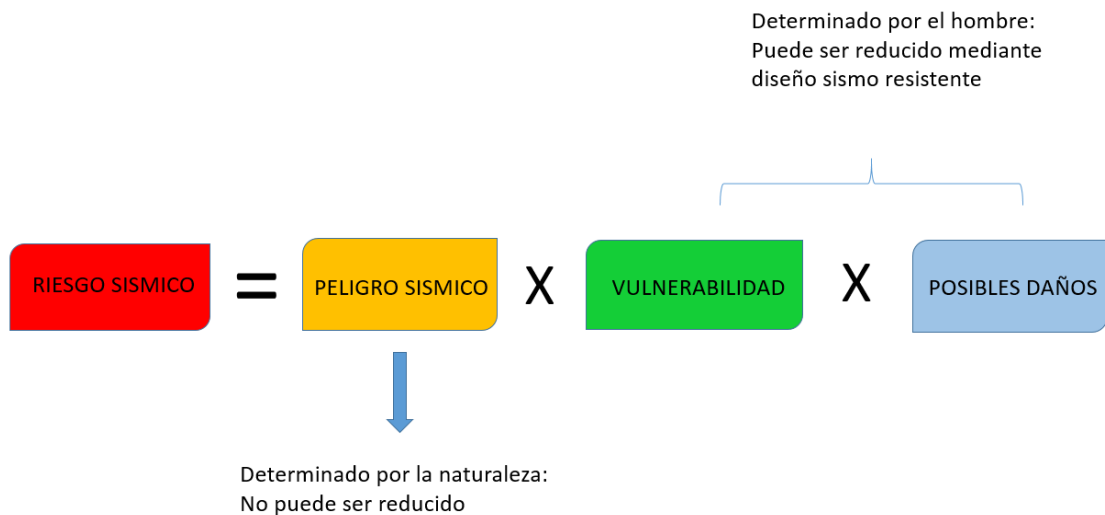 Determinado por el hombre:
Puede ser reducido mediante
diseño sismo resistente
RIESGO SISMICO
=
PELIGRO SISMICO
X
VULNERABILIDAD
X
POSIBLES DAÑOS
Determinado por la naturaleza:
No puede ser reducido